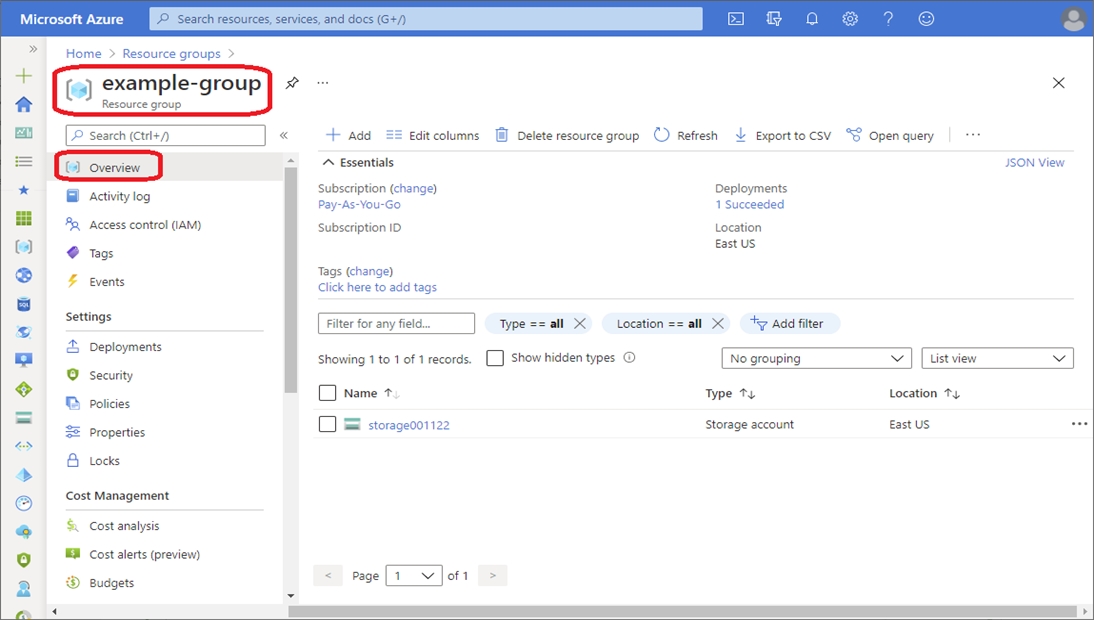 Microsoft Azure
Search resources, services, and docs (G+/)
Home > Resource groups >
example-group
Resource group
Search (Ctrl+/)
Overview
Activity log
Access control (IAM)
Tags
Events
Settings
Deployments
Security
Policies
Properties
Locks
Cost Management
Cost analysis
Cost alerts (preview)
Budgets
Add Edit columns Delete resource group Refresh Export to CSV Open query
Essentials JSON View
Subscription (change) Deployments
Pay-As-You-Go 1 Succeeded
Subscription ID Location
East US
Tags (change)
Click here to add tags
Filter for any field... Type == all Location == all Add filter
Showing 1 to 1 of 1 records. Show hidden types No grouping List view
Name Type Location
storage001122 Storage account East US
< Page 1 of 1 >